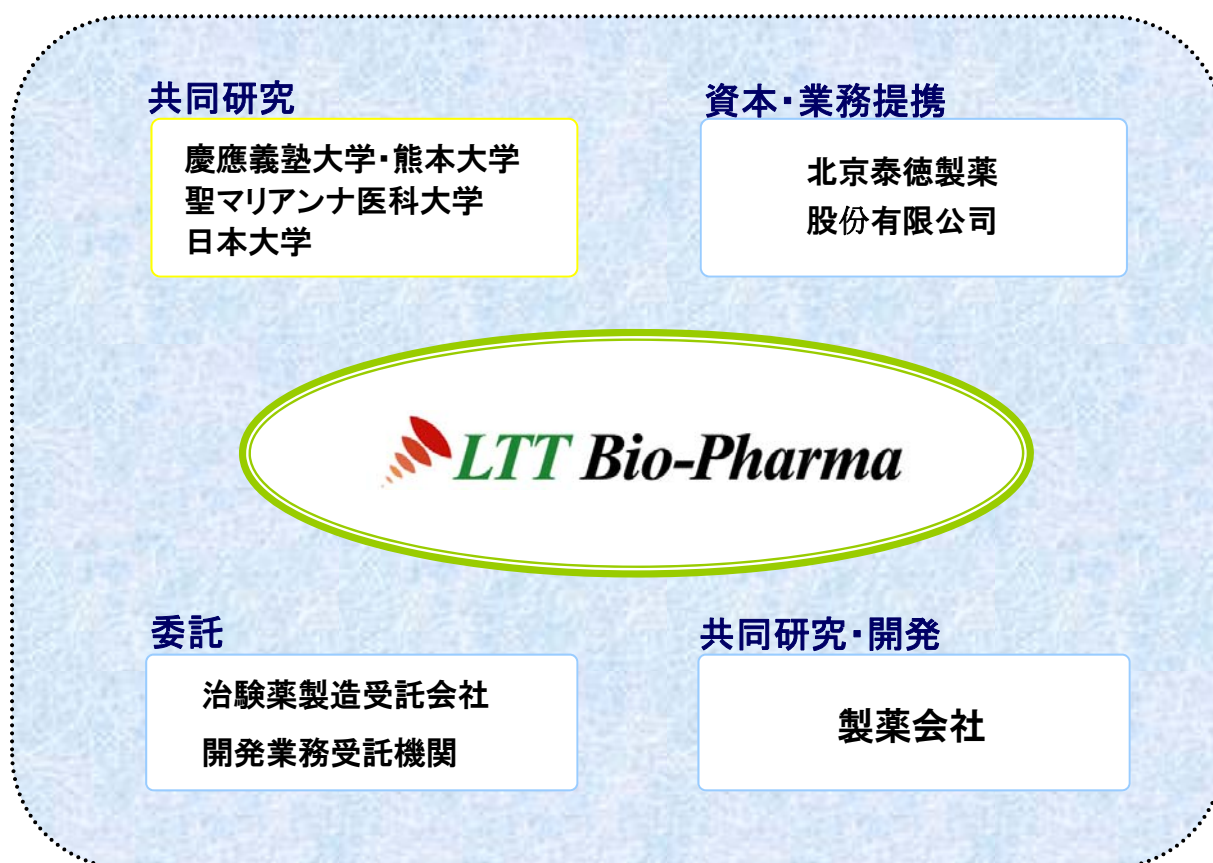 共同研究
慶應義塾大学・熊本大学
聖マリアンナ医科大学
日本大学
資本・業務提携
北京泰徳製薬
股份有限公司
LTT Bio-Pharma
委託
治験薬製造受託会社
開発業務受託機関
共同研究・開発
製薬会社